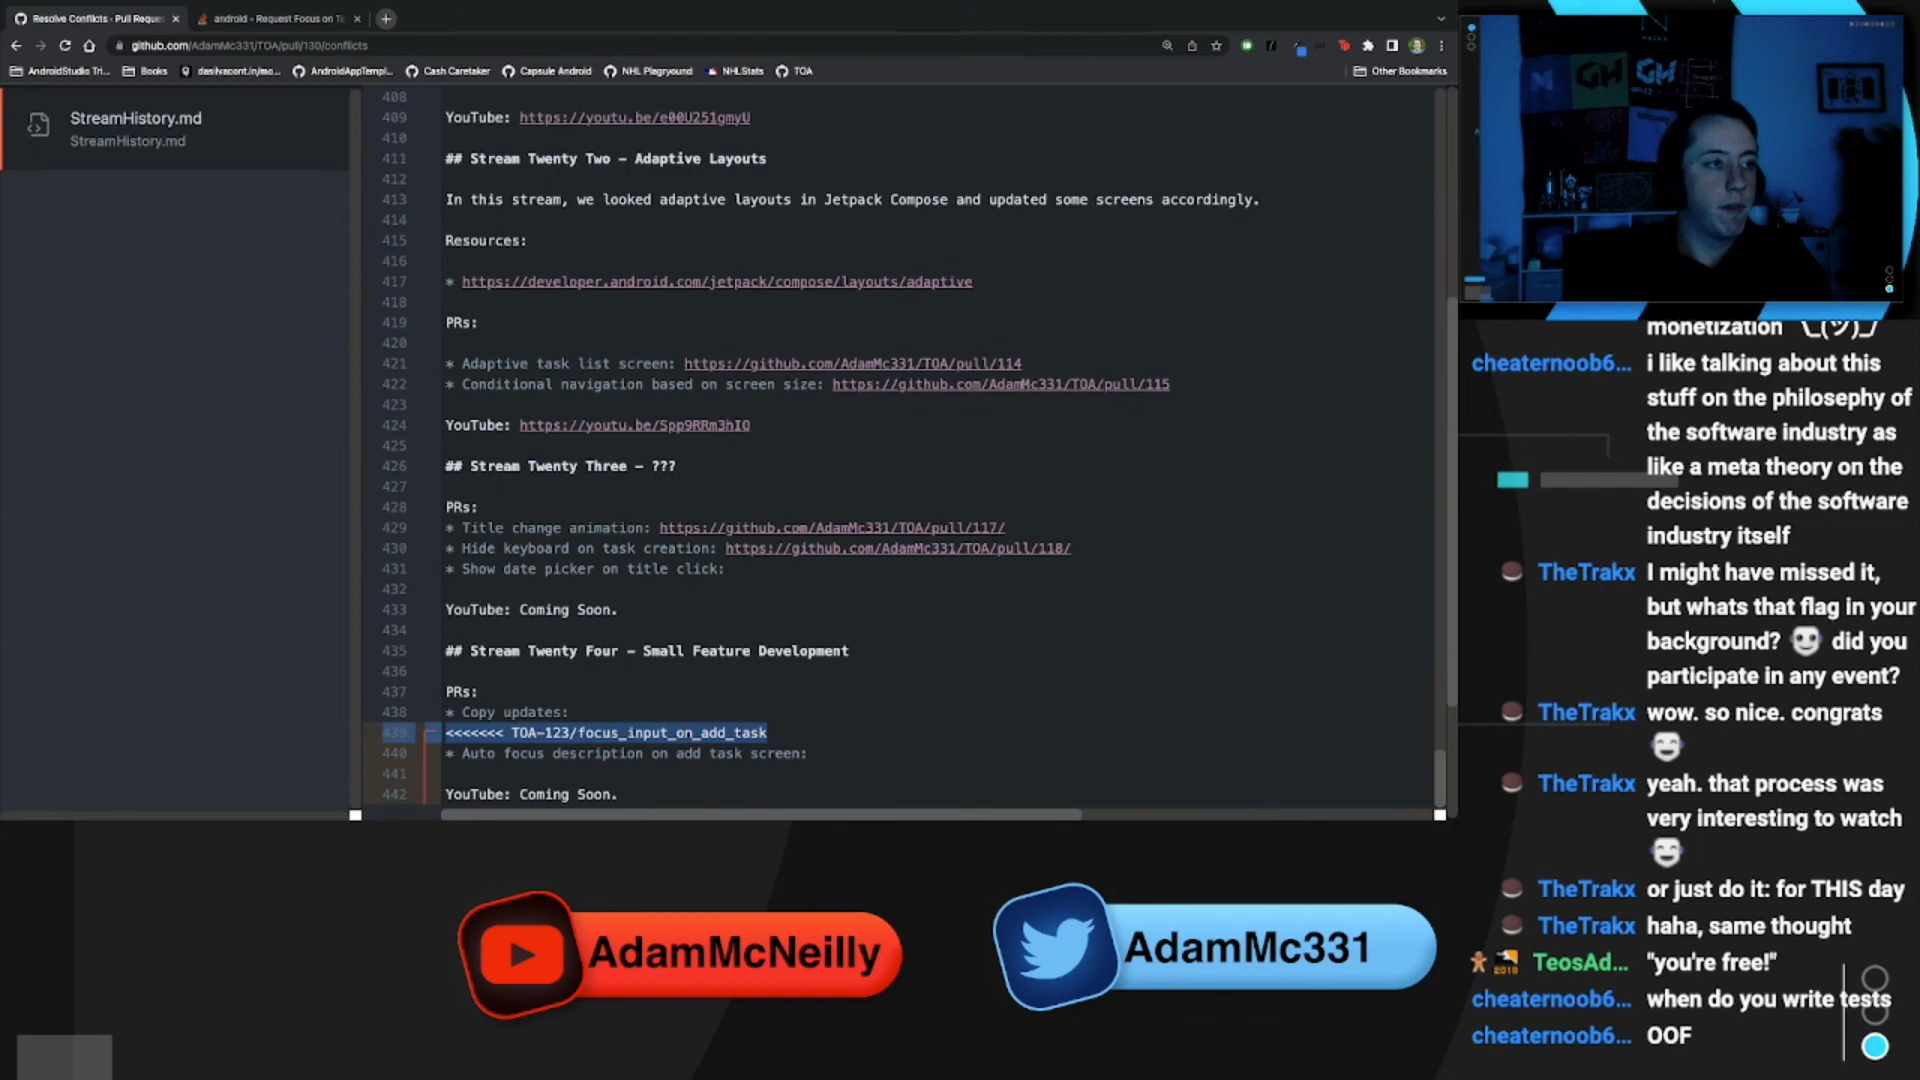 Resolve Conflicts - Pull Reque
android - Request Focus on Te
github.com/AdamMc331/TOA/pull/130/conflicts
AndroidStudio Tri...
Books
dasilvacont.in/mo...
AndroidAppTempl...
Cash Caretaker
Capsule Android
NHL Plagryound
NHLStats
TOA
Other Bookmarks
StreamHistory.md
StreamHistory.md
408
409 YouTube: https://youtu.be/e00U251gmyU
410
411 ## Stream Twenty Two - Adaptive Layouts
412
413 In this stream, we looked adaptive layouts in Jetpack Compose and updated some screens accordingly.
414
415 Resources:
416
417 * https://developer.android.com/jetpack/compose/layouts/adaptive
418
419 PRs:
420
421 * Adaptive task list screen: https://github.com/AdamMc331/TOA/pull/114
422 * Conditional navigation based on screen size: https://github.com/AdamMc331/TOA/pull/115
423
424 YouTube: https://youtu.be/Spp9RRm3hIQ
425
426 ## Stream Twenty Three - ???
427
428 PRs:
429 * Title change animation: https://github.com/AdamMc331/TOA/pull/117/
430 * Hide keyboard on task creation: https://github.com/AdamMc331/TOA/pull/118/
431 * Show date picker on title click:
432
433 YouTube: Coming Soon.
434
435 ## Stream Twenty Four - Small Feature Development
436
437 PRs:
438 * Copy updates:
439 <<<<<<< TOA-123/focus_input_on_add_task
440 * Auto focus description on add task screen:
441
442 YouTube: Coming Soon.
monetization ¯\_(ツ)_/¯
cheaternoob6... i like talking about this
stuff on the philosephy of
the software industry as
like a meta theory on the
decisions of the software
industry itself
TheTrakx I might have missed it,
but whats that flag in your
background? did you
participate in any event?
TheTrakx wow. so nice. congrats
TheTrakx yeah. that process was
very interesting to watch
TheTrakx or just do it: for THIS day
TheTrakx haha, same thought
TeosAd... "you're free!"
cheaternoob6... when do you write tests
cheaternoob6... OOF
AdamMcNeilly
AdamMc331